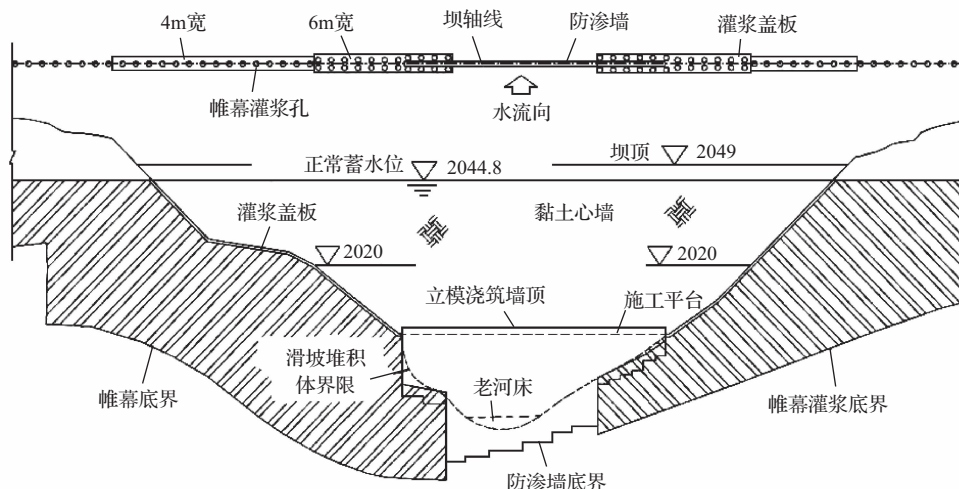 4m宽
6m宽
坝轴线
防渗墙
灌浆盖板
帷幕灌浆孔
水流向
正常蓄水位
2044.8
坝顶
2049
灌浆盖板
黏土心墙
2020
2020
立模浇筑墙顶
施工平台
滑坡堆积
体界限
老河床
帷幕底界
帷幕灌浆底界
防渗墙底界